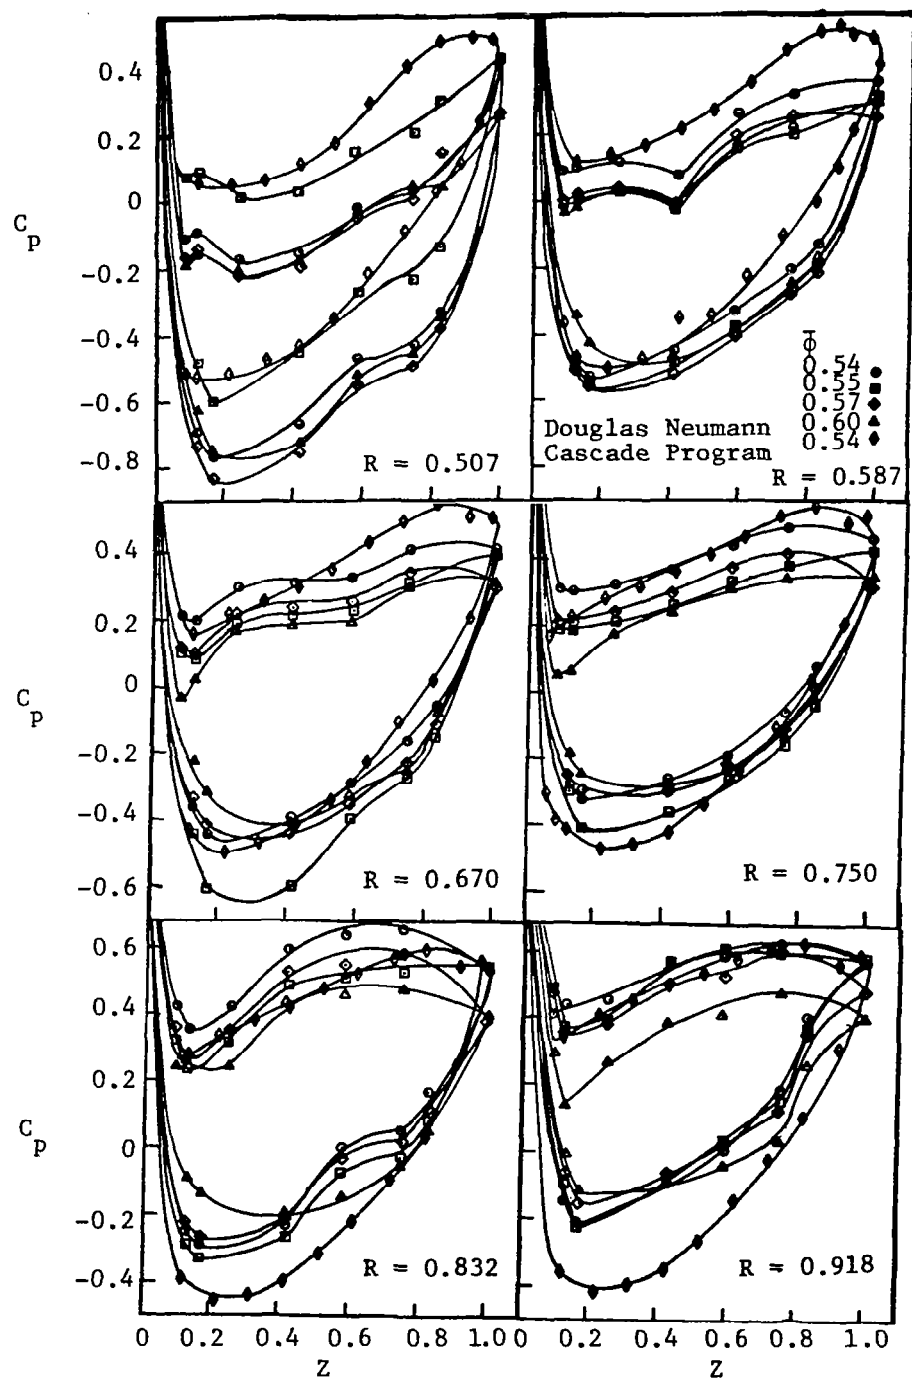 0.4
0.2
0
-0.2
-0.4
-0.6
-0.8
C p
R = 0.507
Φ
0.54
0.55
0.57
0.60
0.54
Douglas Neumann
Cascade Program
R = 0.587
0.4
0.2
0
-0.2
-0.4
-0.6
C p
R = 0.670
R = 0.750
0.6
0.4
0.2
0
-0.2
-0.4
C p
R = 0.832
R = 0.918
0 0.2 0.4 0.6 0.8 1.0
0 0.2 0.4 0.6 0.8 1.0
Z
Z